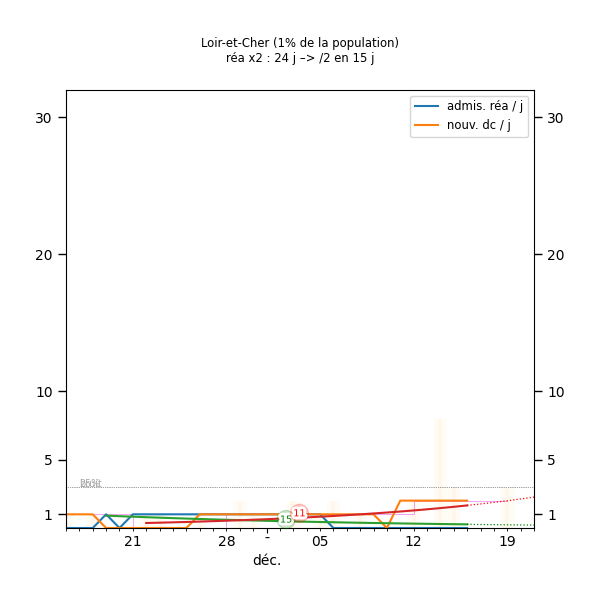 Loir-et-Cher (1% de la population)
réa x2 : 24 j –> /2 en 15 j
admis. réa / j
nouv. dc / j
30 30
20 20
10 10
5 5
1 1
15 11
21 28 - 05 12 19
déc.